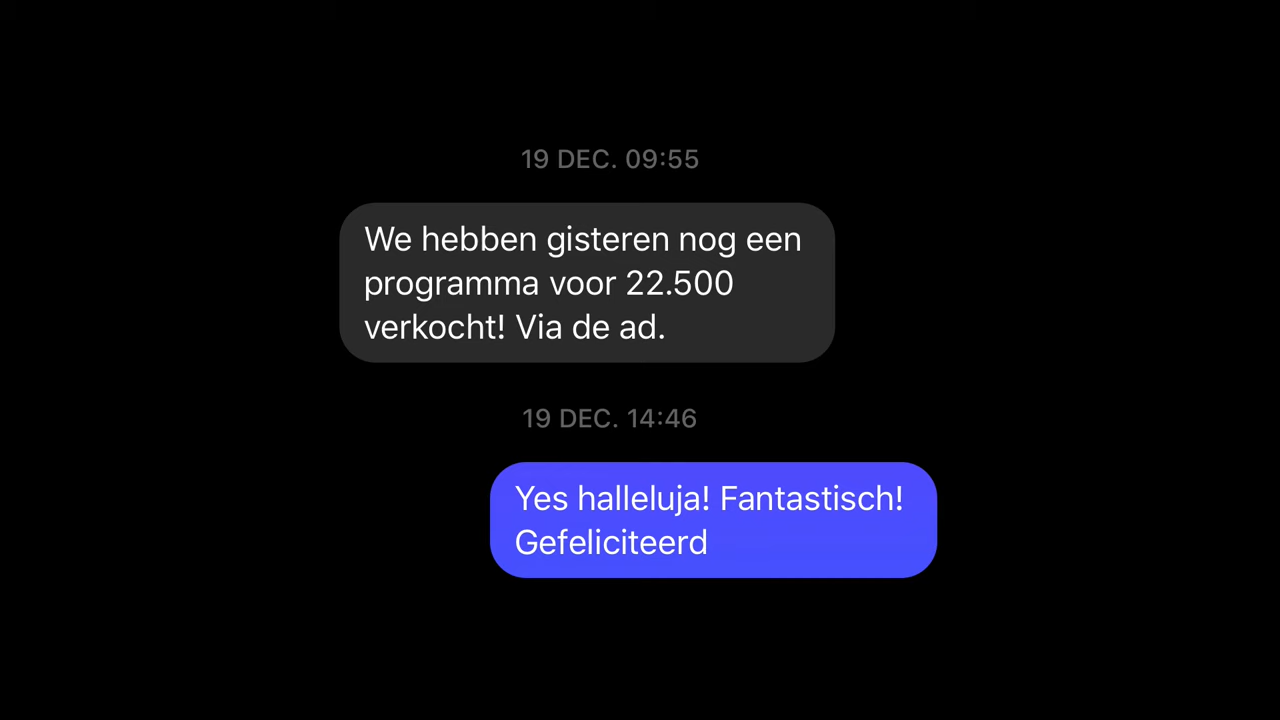 19 DEC. 09:55
We hebben gisteren nog een
programma voor 22.500
verkocht! Via de ad.
19 DEC. 14:46
Yes halleluja! Fantastisch!
Gefeliciteerd